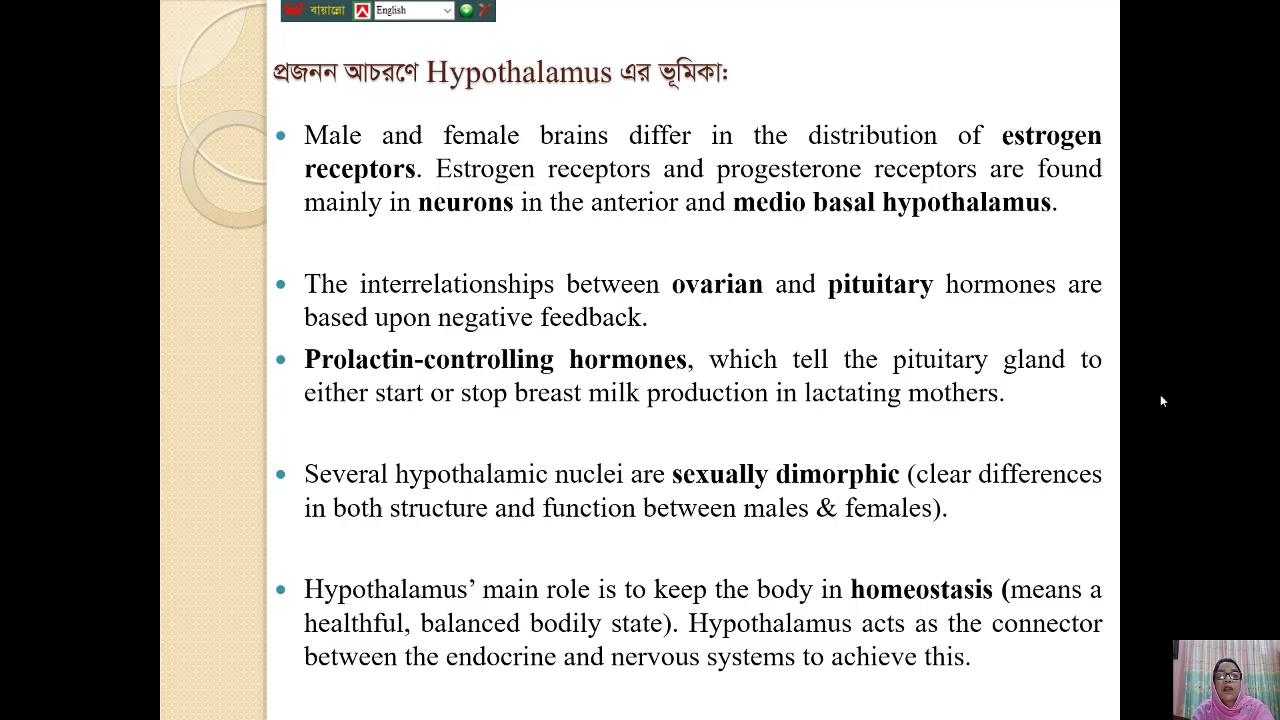 বায়ান্নো English
প্রজনন আচরণে Hypothalamus এর ভূমিকা:
Male and female brains differ in the distribution of estrogen
receptors. Estrogen receptors and progesterone receptors are found
mainly in neurons in the anterior and medio basal hypothalamus.
The interrelationships between ovarian and pituitary hormones are
based upon negative feedback.
Prolactin-controlling hormones, which tell the pituitary gland to
either start or stop breast milk production in lactating mothers.
Several hypothalamic nuclei are sexually dimorphic (clear differences
in both structure and function between males & females).
Hypothalamus’ main role is to keep the body in homeostasis (means a
healthful, balanced bodily state). Hypothalamus acts as the connector
between the endocrine and nervous systems to achieve this.